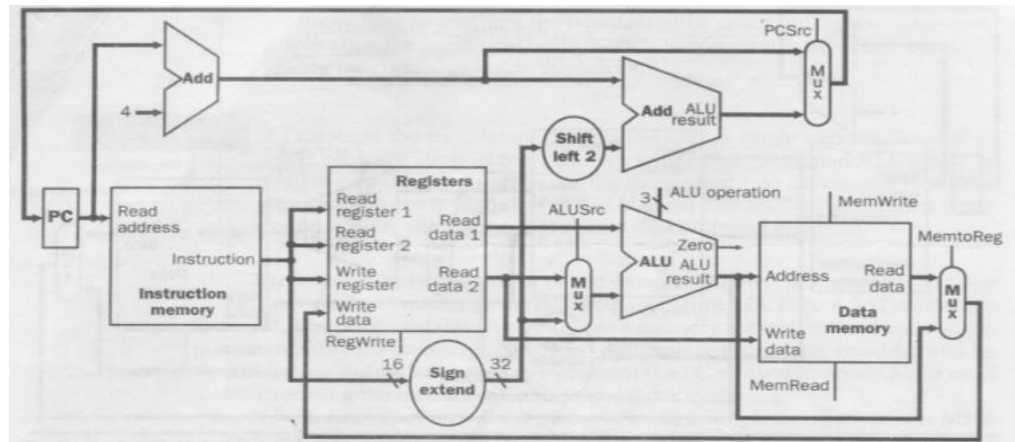 PCSrc
Add
M
u
x
4
Add
ALU
result
Shift
left 2
PC
Read
address
Instruction
Instruction
memory
Registers
Read
register 1
Read
register 2
Write
register
Write
data
Read
data 1
Read
data 2
RegWrite
16
Sign
extend
32
ALUSrc
M
u
x
3
ALU operation
Zero
ALU
ALU
result
MemWrite
Address
Read
data
Data
memory
Write
data
MemRead
MemtoReg
M
u
x